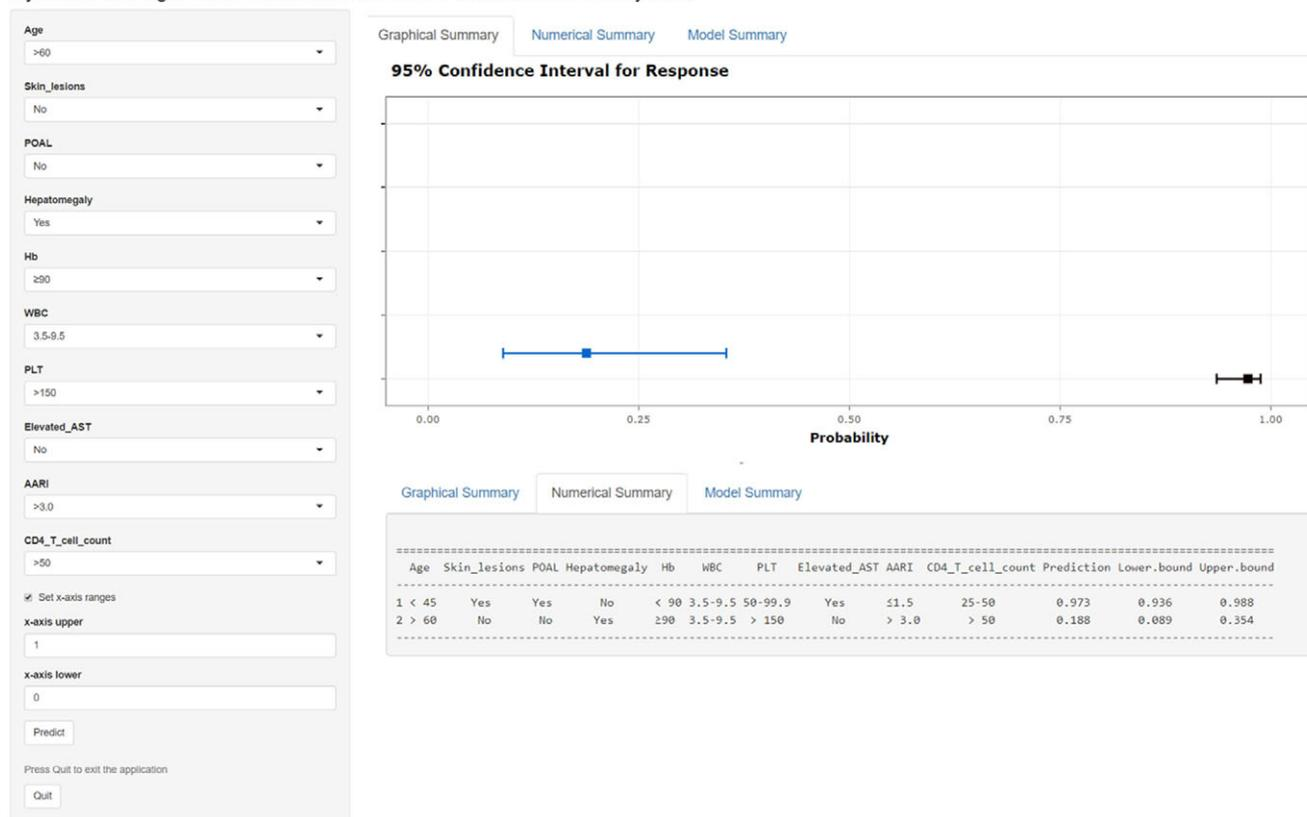 Age
>60
Skin_lesions
No
POAL
No
Hepatomegaly
Yes
Hb
≥90
WBC
3.5-9.5
PLT
>150
Elevated_AST
No
AARI
>3.0
CD4_T_cell_count
>50
Set x-axis ranges
x-axis upper
1
x-axis lower
0
Predict
Press Quit to exit the application
Quit
Graphical Summary Numerical Summary Model Summary
95% Confidence Interval for Response
0.00 0.25 0.50 0.75 1.00
Probability
Graphical Summary Numerical Summary Model Summary
Age Skin_lesions POAL Hepatomegaly Hb WBC PLT Elevated_AST AARI CD4_T_cell_count Prediction Lower.bound Upper.bound
1 < 45 Yes Yes No < 90 3.5-9.5 50-99.9 Yes ≤1.5 25-50 0.973 0.936 0.988
2 > 60 No No Yes ≥90 3.5-9.5 > 150 No > 3.0 > 50 0.188 0.089 0.354